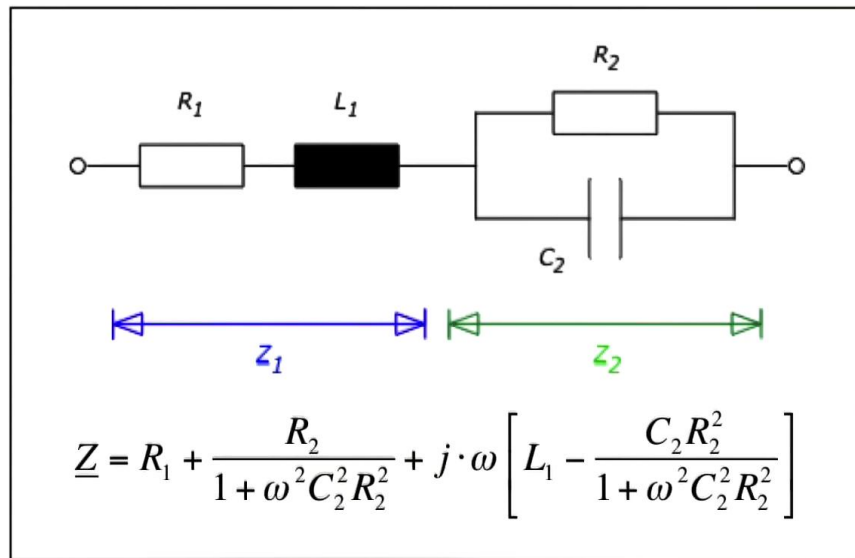 R₂
R₁ L₁
C₂
z₁ z₂
Z = R₁ + R₂ / (1 + ω²C₂²R₂²) + j·ω [ L₁ − C₂R₂² / (1 + ω²C₂²R₂²) ]